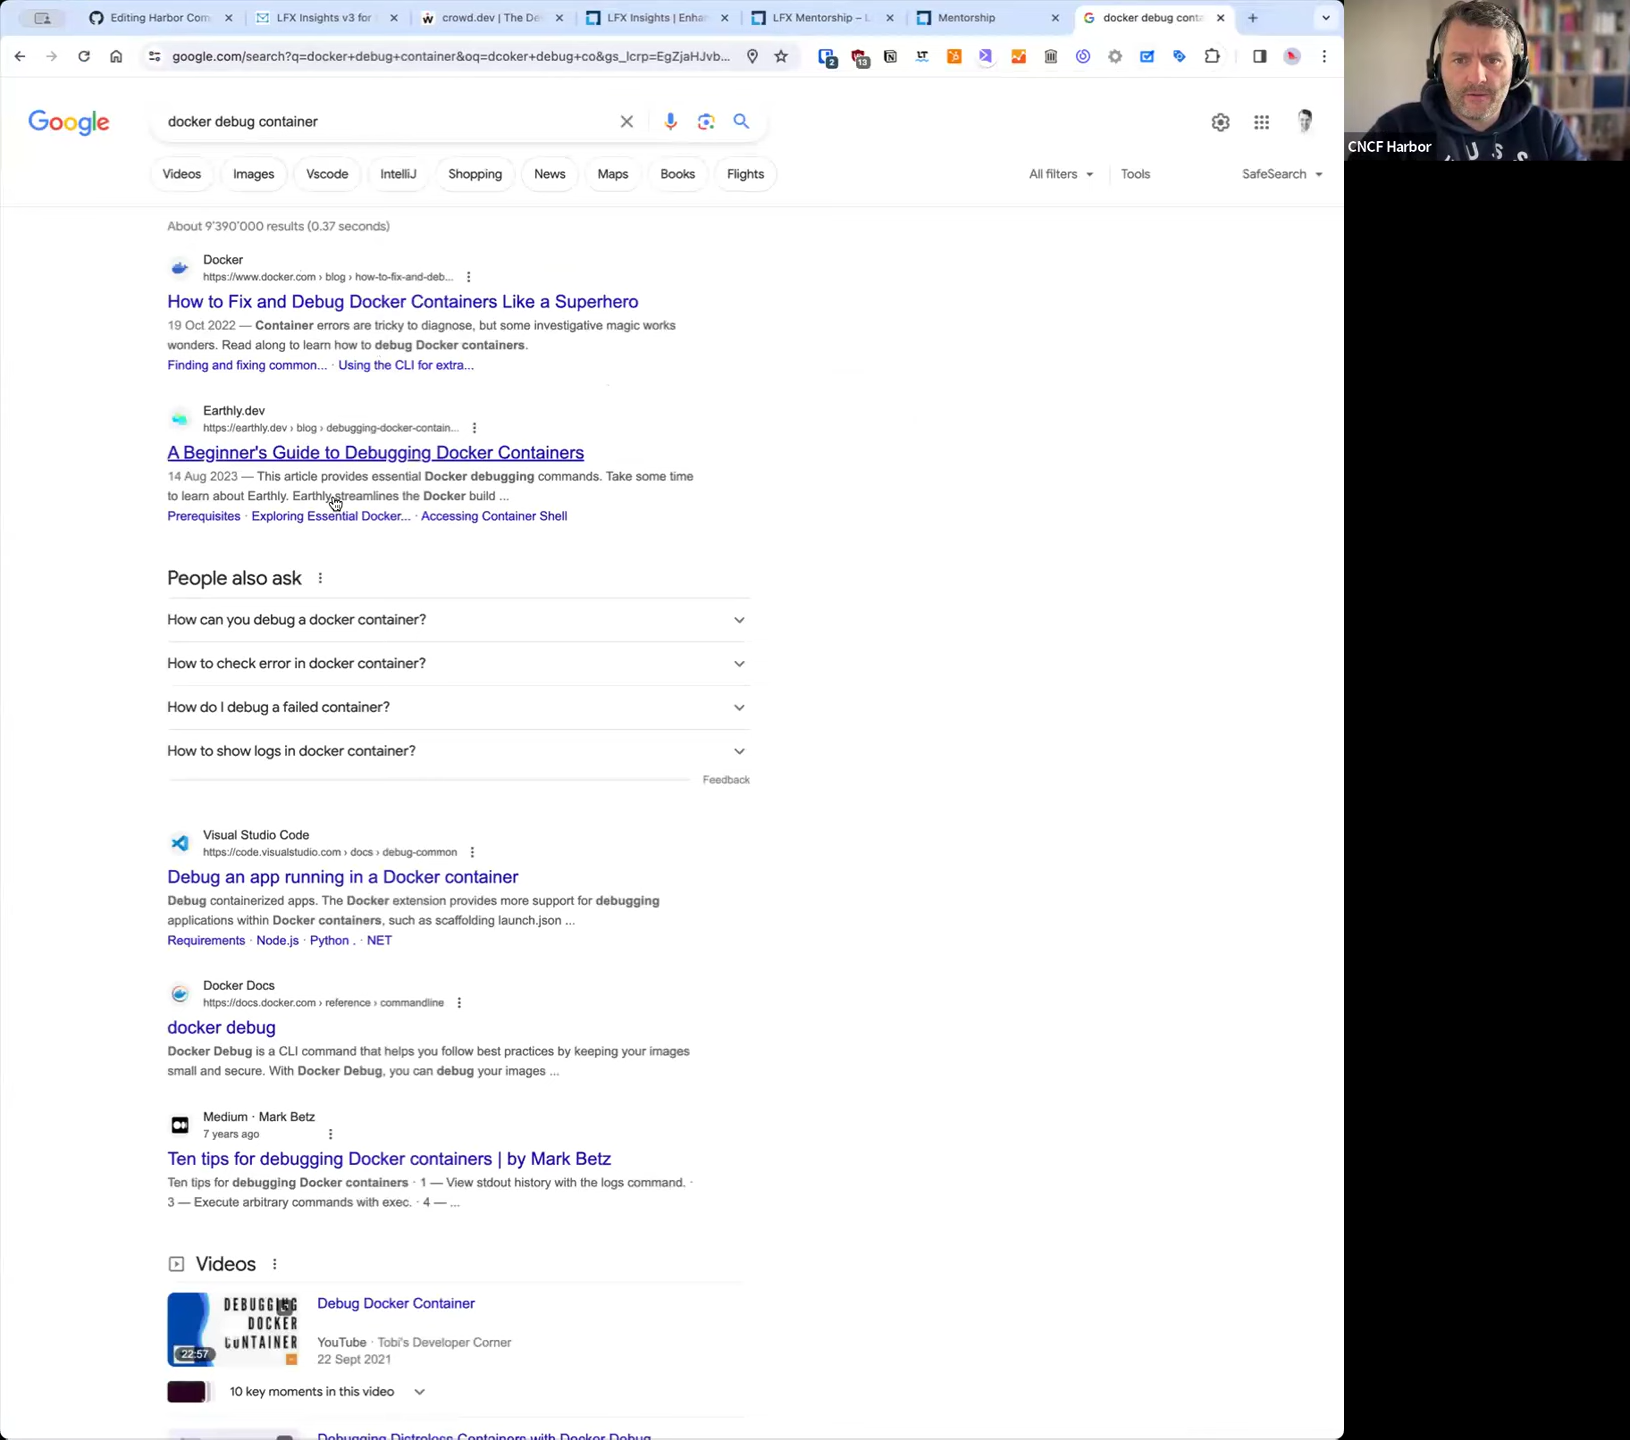 Editing Harbor Com
LFX Insights v3 for
crowd.dev | The De
LFX Insights | Enha
LFX Mentorship – L
Mentorship
docker debug conta
google.com/search?q=docker+debug+container&oq=dcoker+debug+co&gs_lcrp=EgZjaHJvb...
2
13
Google
docker debug container
Videos
Images
Vscode
IntelliJ
Shopping
News
Maps
Books
Flights
All filters
Tools
SafeSearch
CNCF Harbor
About 9'390'000 results (0.37 seconds)
Docker
https://www.docker.com › blog › how-to-fix-and-deb...
How to Fix and Debug Docker Containers Like a Superhero
19 Oct 2022 — Container errors are tricky to diagnose, but some investigative magic works
wonders. Read along to learn how to debug Docker containers.
Finding and fixing common... · Using the CLI for extra...
Earthly.dev
https://earthly.dev › blog › debugging-docker-contain...
A Beginner's Guide to Debugging Docker Containers
14 Aug 2023 — This article provides essential Docker debugging commands. Take some time
to learn about Earthly. Earthly streamlines the Docker build ...
Prerequisites · Exploring Essential Docker... · Accessing Container Shell
People also ask
How can you debug a docker container?
How to check error in docker container?
How do I debug a failed container?
How to show logs in docker container?
Feedback
Visual Studio Code
https://code.visualstudio.com › docs › debug-common
Debug an app running in a Docker container
Debug containerized apps. The Docker extension provides more support for debugging
applications within Docker containers, such as scaffolding launch.json ...
Requirements · Node.js · Python . · NET
Docker Docs
https://docs.docker.com › reference › commandline
docker debug
Docker Debug is a CLI command that helps you follow best practices by keeping your images
small and secure. With Docker Debug, you can debug your images ...
Medium · Mark Betz
7 years ago
Ten tips for debugging Docker containers | by Mark Betz
Ten tips for debugging Docker containers · 1 — View stdout history with the logs command. ·
3 — Execute arbitrary commands with exec. · 4 — ...
Videos
DEBUGGING
DOCKER
CONTAINER
22:57
Debug Docker Container
YouTube · Tobi's Developer Corner
22 Sept 2021
10 key moments in this video
Debugging Distroless Containers with Docker Debug